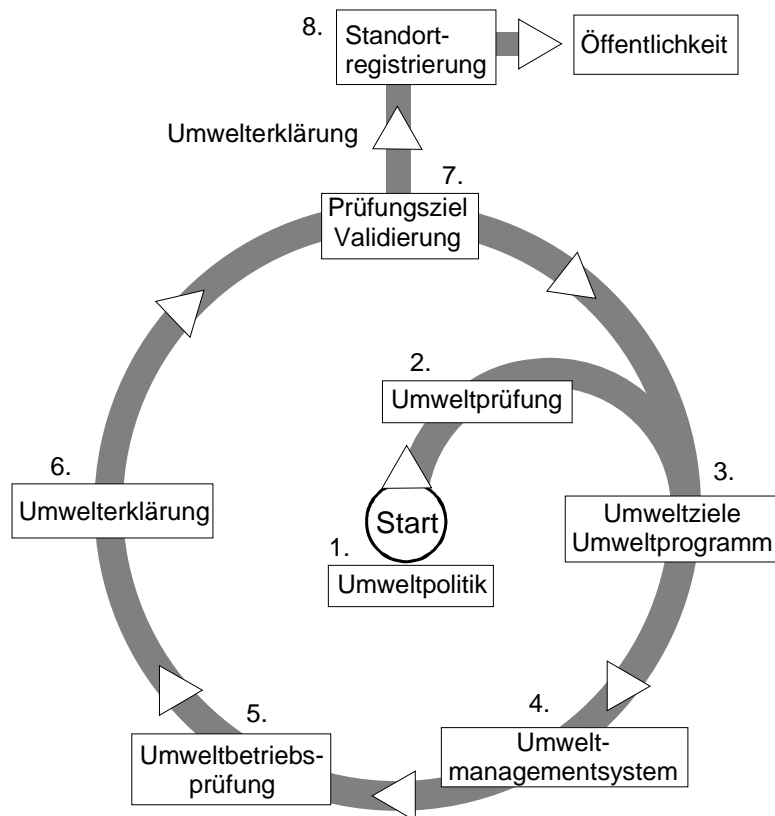 8.
Standort-
registrierung
Öffentlichkeit
Umwelterklärung
7.
Prüfungsziel
Validierung
2.
Umweltprüfung
6.
Umwelterklärung
Start
1.
Umweltpolitik
3.
Umweltziele
Umweltprogramm
5.
Umweltbetriebs-
prüfung
4.
Umwelt-
managementsystem